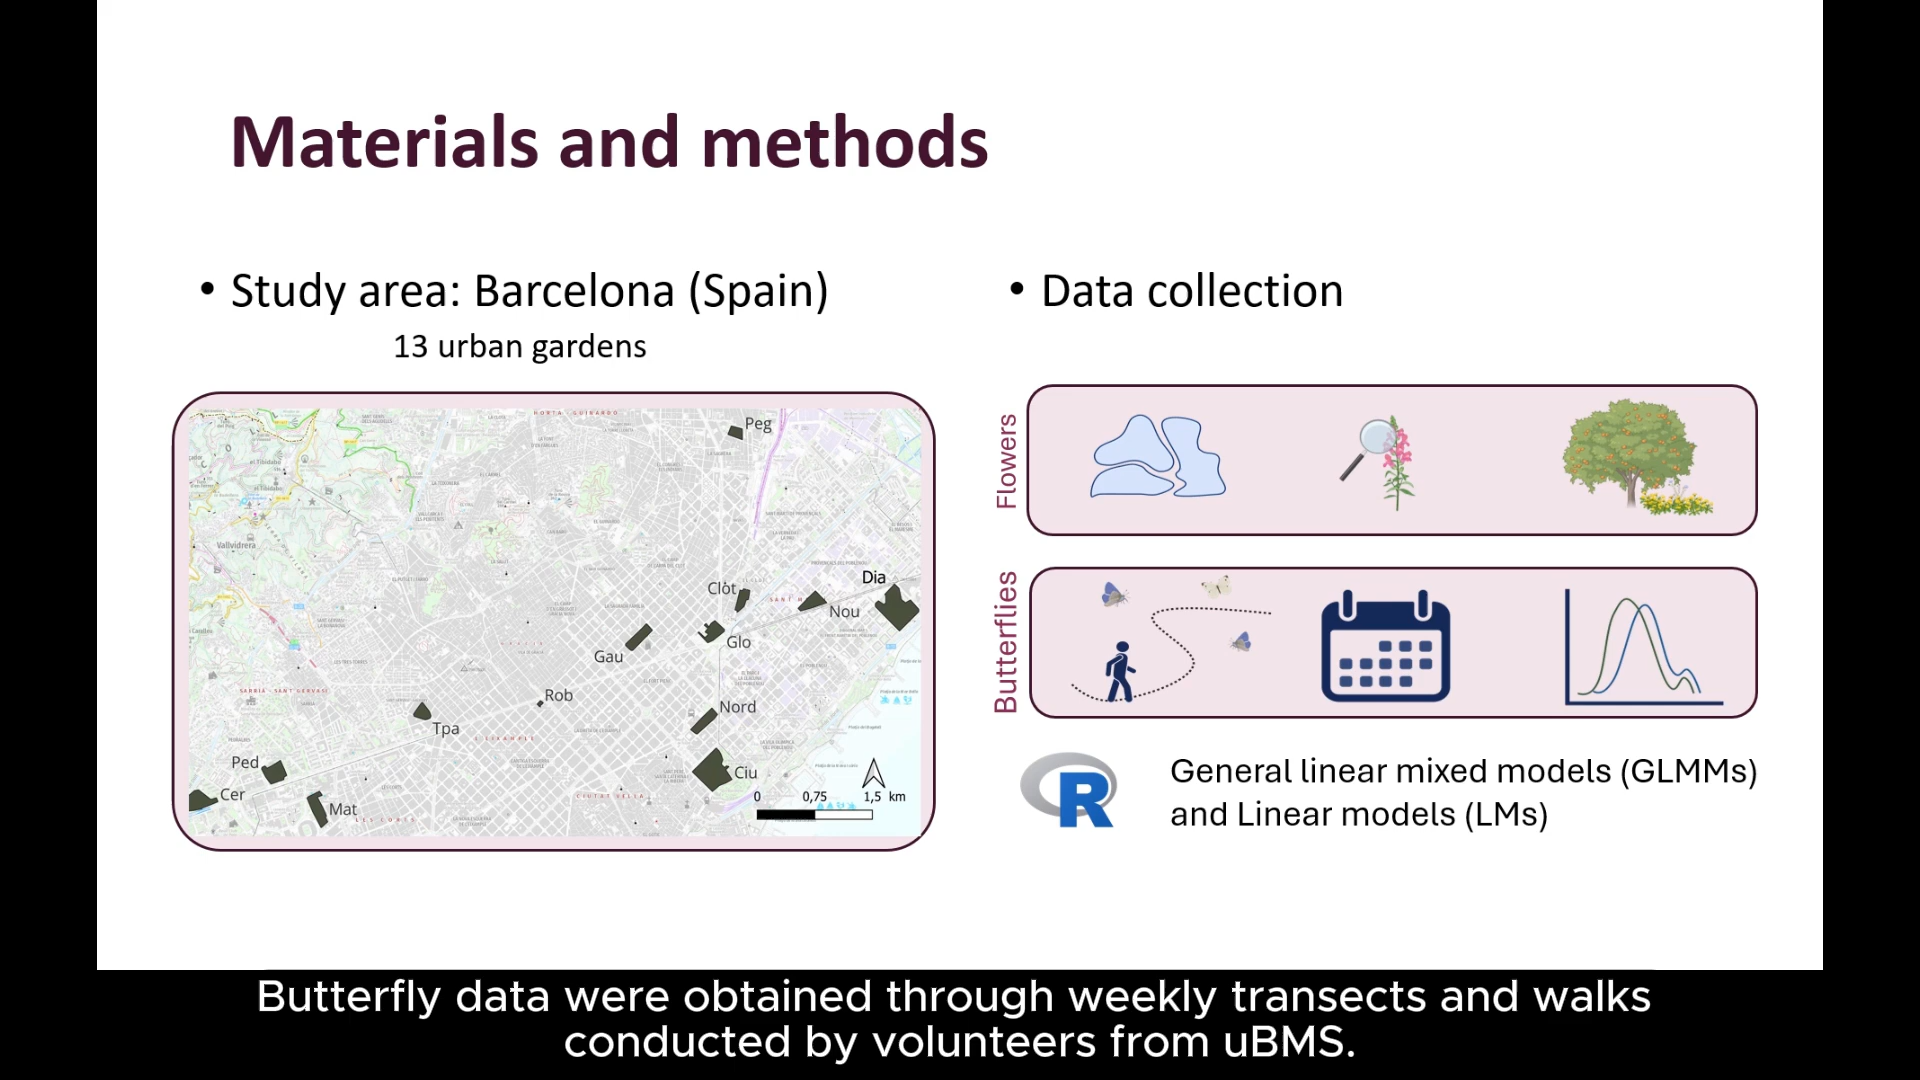 Materials and methods
• Study area: Barcelona (Spain)
13 urban gardens
Peg
Vallvidrera
Clòt
Dia
Nou
Glo
Gau
Rob
Nord
Tpa
Ped
Ciu
Cer
Mat
0 0,75 1,5 km
• Data collection
Flowers
Butterflies
R
General linear mixed models (GLMMs)
and Linear models (LMs)
Butterfly data were obtained through weekly transects and walks
conducted by volunteers from uBMS.